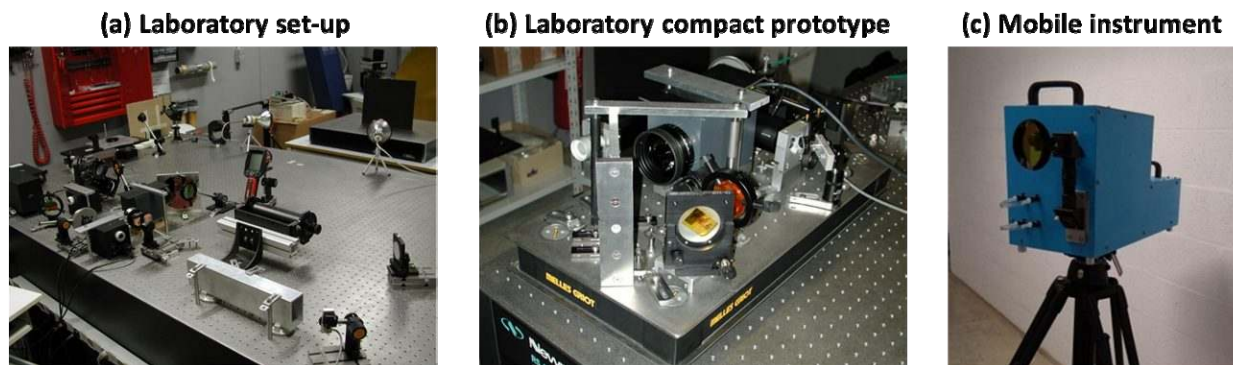 (a) Laboratory set-up
(b) Laboratory compact prototype
(c) Mobile instrument
MELLES GRIOT
MELLES GRIOT